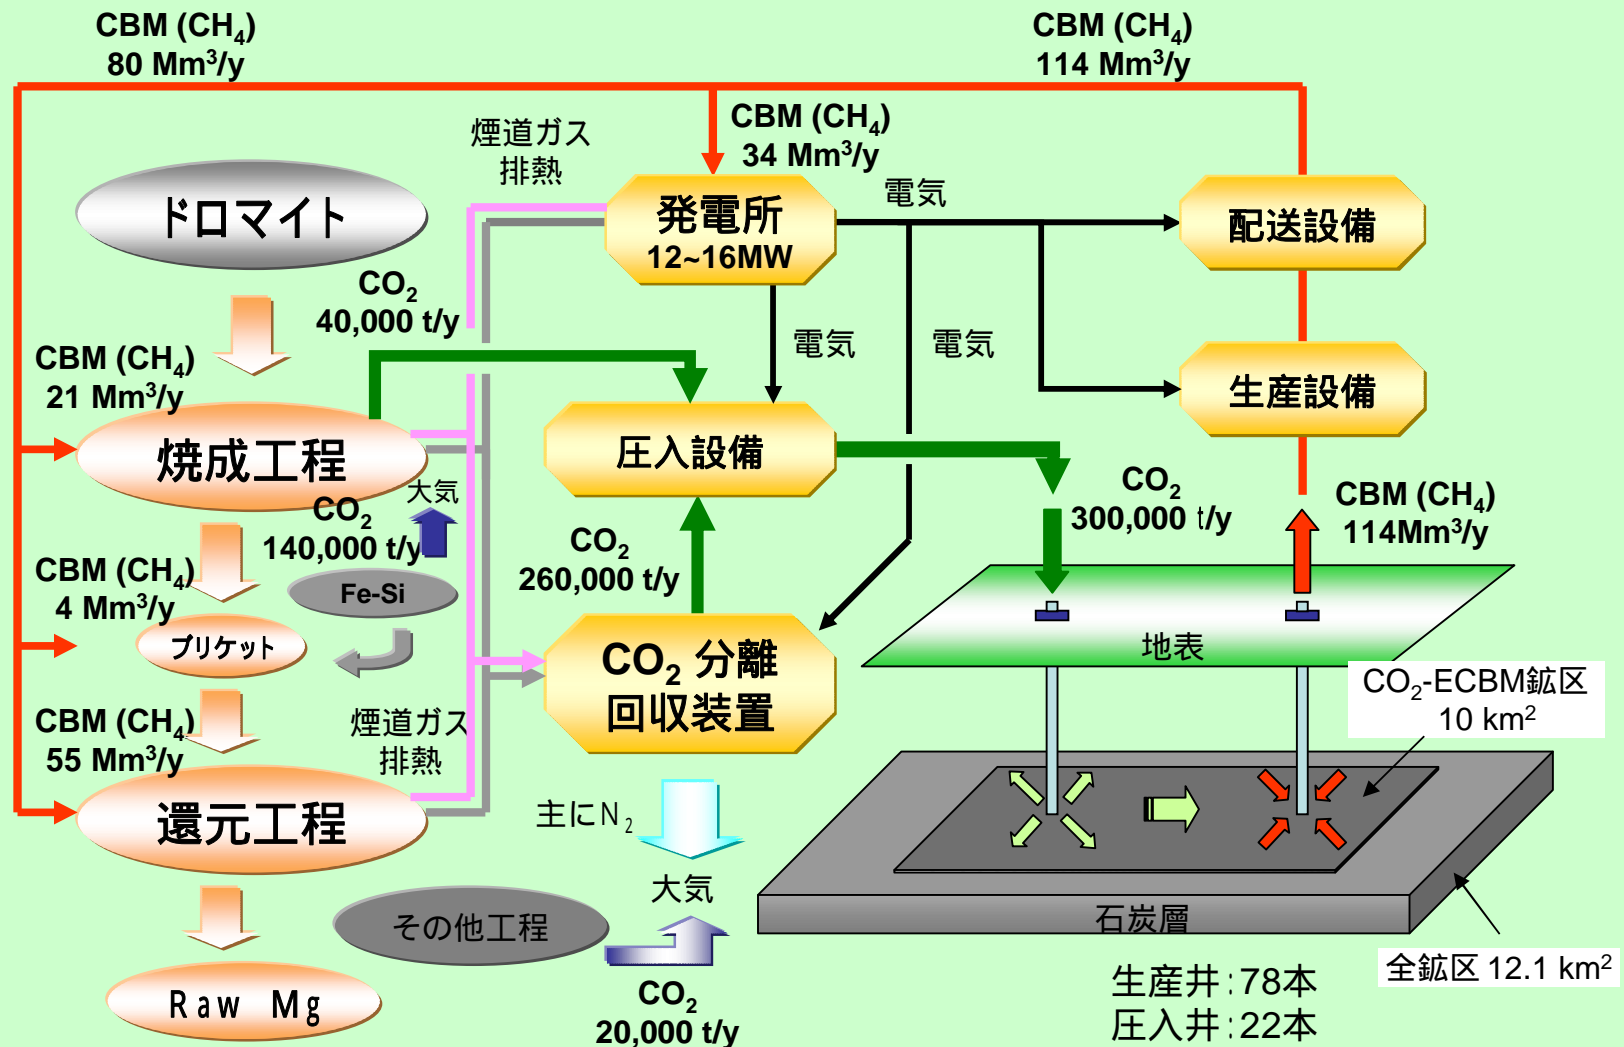 CBM (CH₄)
80 Mm³/y
CBM (CH₄)
114 Mm³/y
煙道ガス
排熱
CBM (CH₄)
34 Mm³/y
ドロマイト
発電所
12~16MW
電気
配送設備
CO₂
40,000 t/y
電気
電気
CBM (CH₄)
21 Mm³/y
生産設備
焼成工程
圧入設備
大気
CO₂
140,000 t/y
CO₂
260,000 t/y
CO₂
300,000 t/y
CBM (CH₄)
114Mm³/y
CBM (CH₄)
4 Mm³/y
Fe-Si
ブリケット
CO₂ 分離
回収装置
地表
CO₂-ECBM鉱区
10 km²
CBM (CH₄)
55 Mm³/y
煙道ガス
排熱
還元工程
主にN₂
大気
石炭層
その他工程
全鉱区 12.1 km²
Raw Mg
CO₂
20,000 t/y
生産井:78本
圧入井:22本